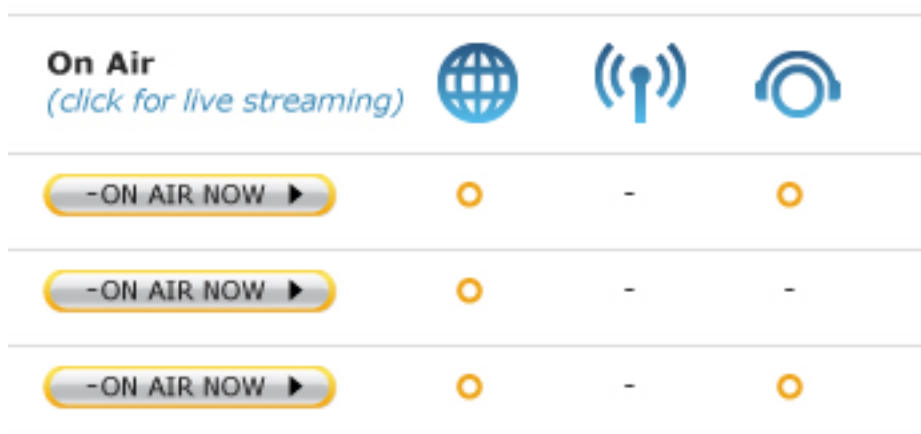 On Air
(click for live streaming)
-ON AIR NOW
- 
-ON AIR NOW
- -
-ON AIR NOW
-